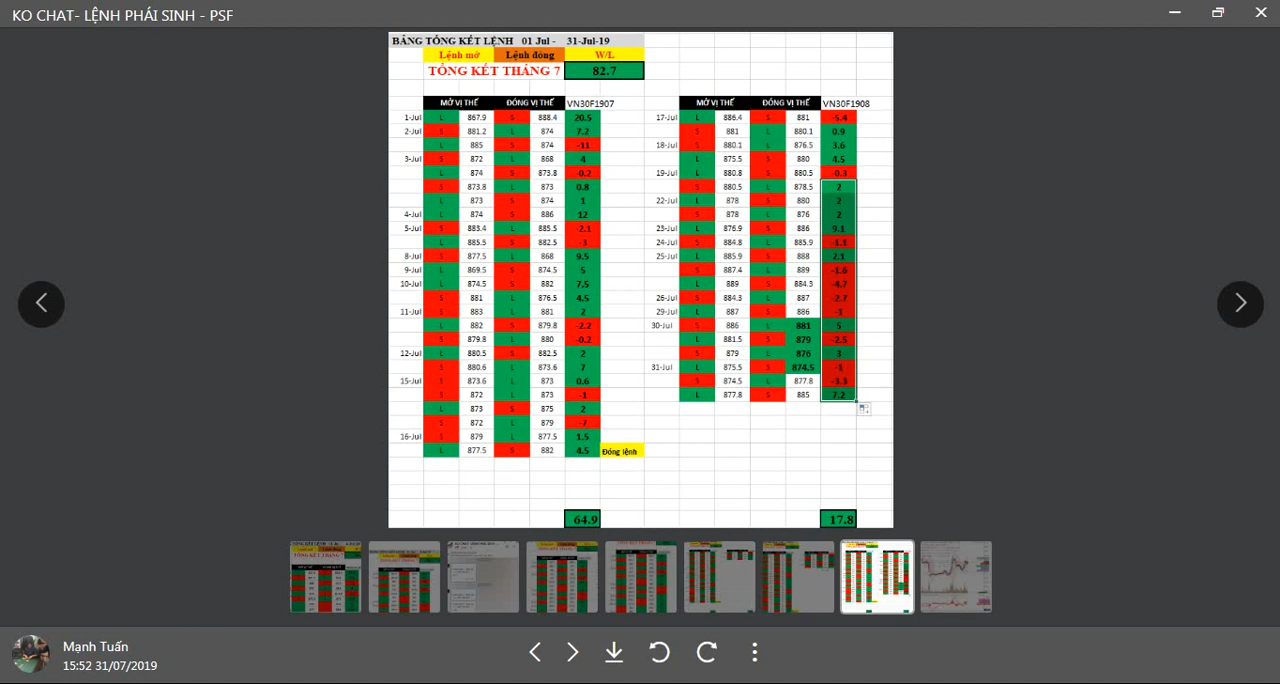 KO CHAT- LỆNH PHÁI SINH - PSF
BẢNG TỔNG KẾT LỆNH 01 Jul - 31-Jul-19
Lệnh mở Lệnh đóng W/L
TỔNG KẾT THÁNG 7 82.7
MỞ VỊ THẾ ĐÓNG VỊ THẾ VN30F1907
1-Jul L 867.9 S 888.4 20.5
2-Jul S 881.2 L 874 7.2
L 885 S 874 -11
3-Jul S 872 L 868 4
L 874 S 873.8 -0.2
S 873.8 L 873 0.8
L 873 S 874 1
4-Jul L 874 S 886 12
5-Jul S 883.4 L 885.5 -2.1
L 885.5 S 882.5 -3
8-Jul S 877.5 L 868 9.5
9-Jul L 869.5 S 874.5 5
10-Jul L 874.5 S 882 7.5
S 881 L 876.5 4.5
11-Jul S 883 L 881 2
L 882 S 879.8 -2.2
S 879.8 L 880 -0.2
12-Jul L 880.5 S 882.5 2
S 880.6 L 873.6 7
15-Jul S 873.6 L 873 0.6
S 872 L 873 -1
L 873 S 875 2
S 872 L 879 -7
16-Jul S 879 L 877.5 1.5
L 877.5 S 882 4.5 Đóng lệnh
64.9
MỞ VỊ THẾ ĐÓNG VỊ THẾ VN30F1908
17-Jul L 886.4 S 881 -5.4
S 881 L 880.1 0.9
18-Jul S 880.1 L 876.5 3.6
L 875.5 S 880 4.5
19-Jul L 880.8 S 880.5 -0.3
S 880.5 L 878.5 2
22-Jul L 878 S 880 2
S 878 L 876 2
23-Jul L 876.9 S 886 9.1
24-Jul S 884.8 L 885.9 -1.1
25-Jul L 885.9 S 888 2.1
S 887.4 L 889 -1.6
L 889 S 884.3 -4.7
26-Jul S 884.3 L 887 -2.7
29-Jul L 887 S 886 -1
30-Jul S 886 L 881 5
L 881.5 S 879 -2.5
S 879 L 876 3
31-Jul L 875.5 S 874.5 -1
S 874.5 L 877.8 -3.3
L 877.8 S 885 7.2
17.8
Mạnh Tuấn
15:52 31/07/2019